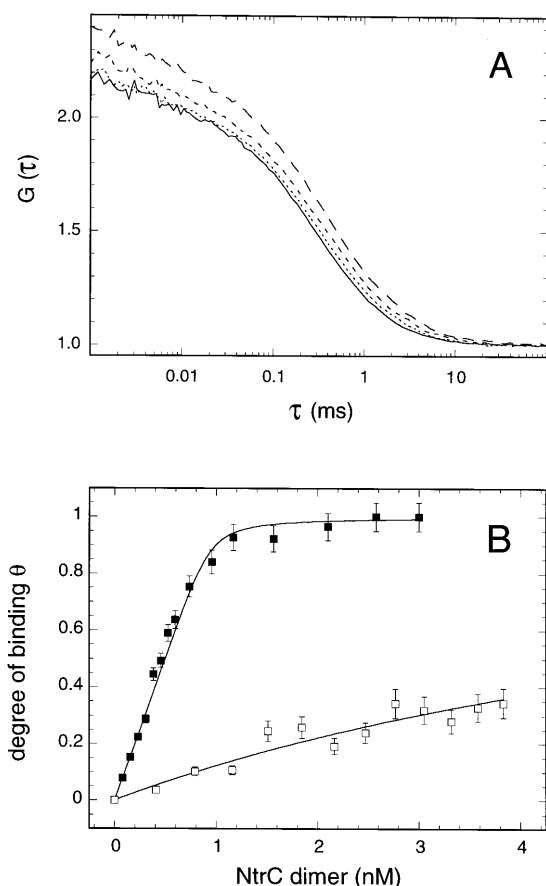 A
2.0
1.5
1.0
G (τ)
0.01 0.1 1 10
τ (ms)
B
1
0.8
0.6
0.4
0.2
0
degree of binding θ
0 1 2 3 4
NtrC dimer (nM)